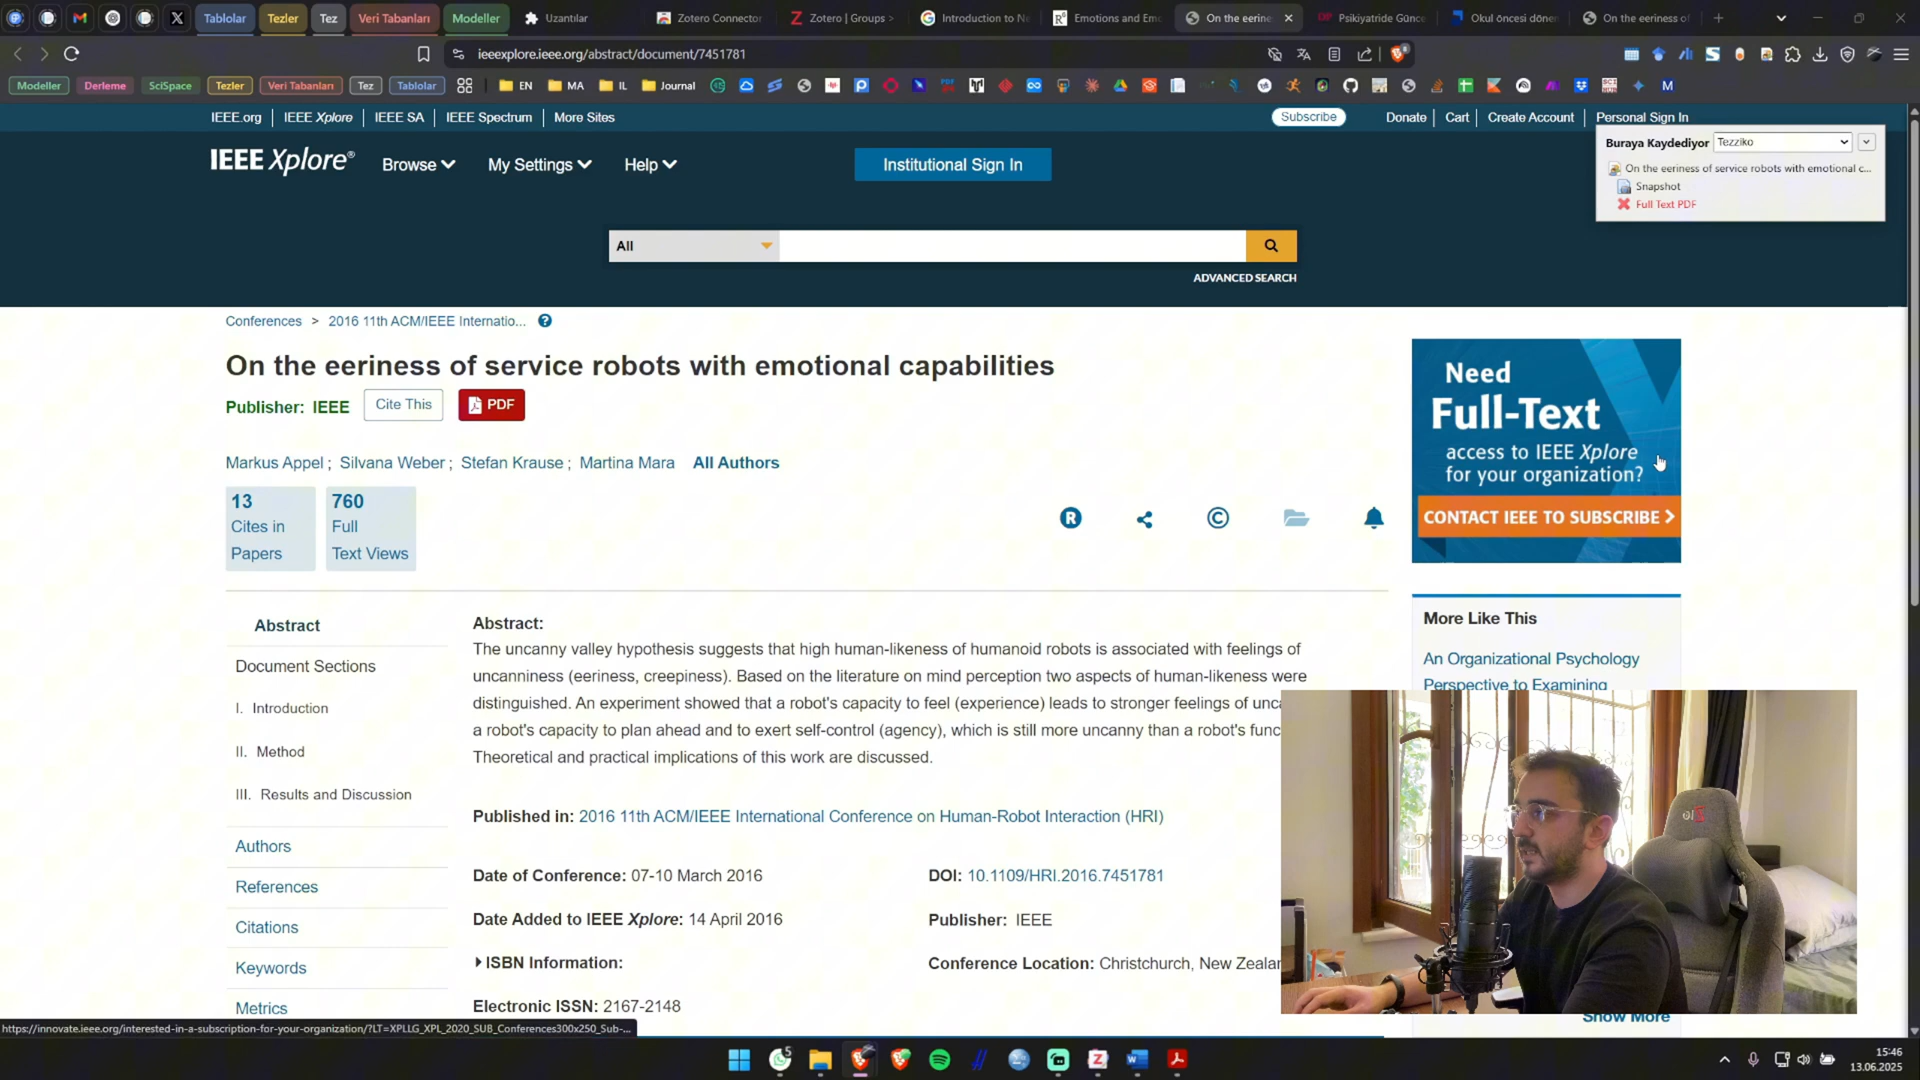 Tablolar
Tezler
Tez
Veri Tabanları
Modeller
Uzantılar
Zotero Connector
Zotero | Groups >
Introduction to Ne
Emotions and Emo
On the eerine
Psikiyatride Günce
Okul öncesi dönen
On the eeriness of
ieeexplore.ieee.org/abstract/document/7451781
Modeller
Derleme
SciSpace
Tezler
Veri Tabanları
Tez
Tablolar
EN
MA
IL
Journal
IEEE.org
IEEE Xplore
IEEE SA
IEEE Spectrum
More Sites
Subscribe
Donate
Cart
Create Account
Personal Sign In
Buraya Kaydediyor
Tezziko
On the eeriness of service robots with emotional c...
Snapshot
Full Text PDF
IEEE Xplore®
Browse
My Settings
Help
Institutional Sign In
All
ADVANCED SEARCH
Conferences > 2016 11th ACM/IEEE Internatio...
On the eeriness of service robots with emotional capabilities
Publisher: IEEE
Cite This
PDF
Markus Appel ; Silvana Weber ; Stefan Krause ; Martina Mara All Authors
13
Cites in
Papers
760
Full
Text Views
Need
Full-Text
access to IEEE Xplore
for your organization?
CONTACT IEEE TO SUBSCRIBE >
Abstract
Document Sections
I. Introduction
II. Method
III. Results and Discussion
Authors
References
Citations
Keywords
Metrics
Abstract:
The uncanny valley hypothesis suggests that high human-likeness of humanoid robots is associated with feelings of
uncanniness (eeriness, creepiness). Based on the literature on mind perception two aspects of human-likeness were
distinguished. An experiment showed that a robot's capacity to feel (experience) leads to stronger feelings of unca
a robot's capacity to plan ahead and to exert self-control (agency), which is still more uncanny than a robot's func
Theoretical and practical implications of this work are discussed.
Published in: 2016 11th ACM/IEEE International Conference on Human-Robot Interaction (HRI)
Date of Conference: 07-10 March 2016
DOI: 10.1109/HRI.2016.7451781
Date Added to IEEE Xplore: 14 April 2016
Publisher: IEEE
ISBN Information:
Conference Location: Christchurch, New Zealan
Electronic ISSN: 2167-2148
More Like This
An Organizational Psychology
Perspective to Examining
Show More
https://innovate.ieee.org/interested-in-a-subscription-for-your-organization/?LT=XPLLG_XPL_2020_SUB_Conferences300x250_Sub-...
15:46
13.06.2025